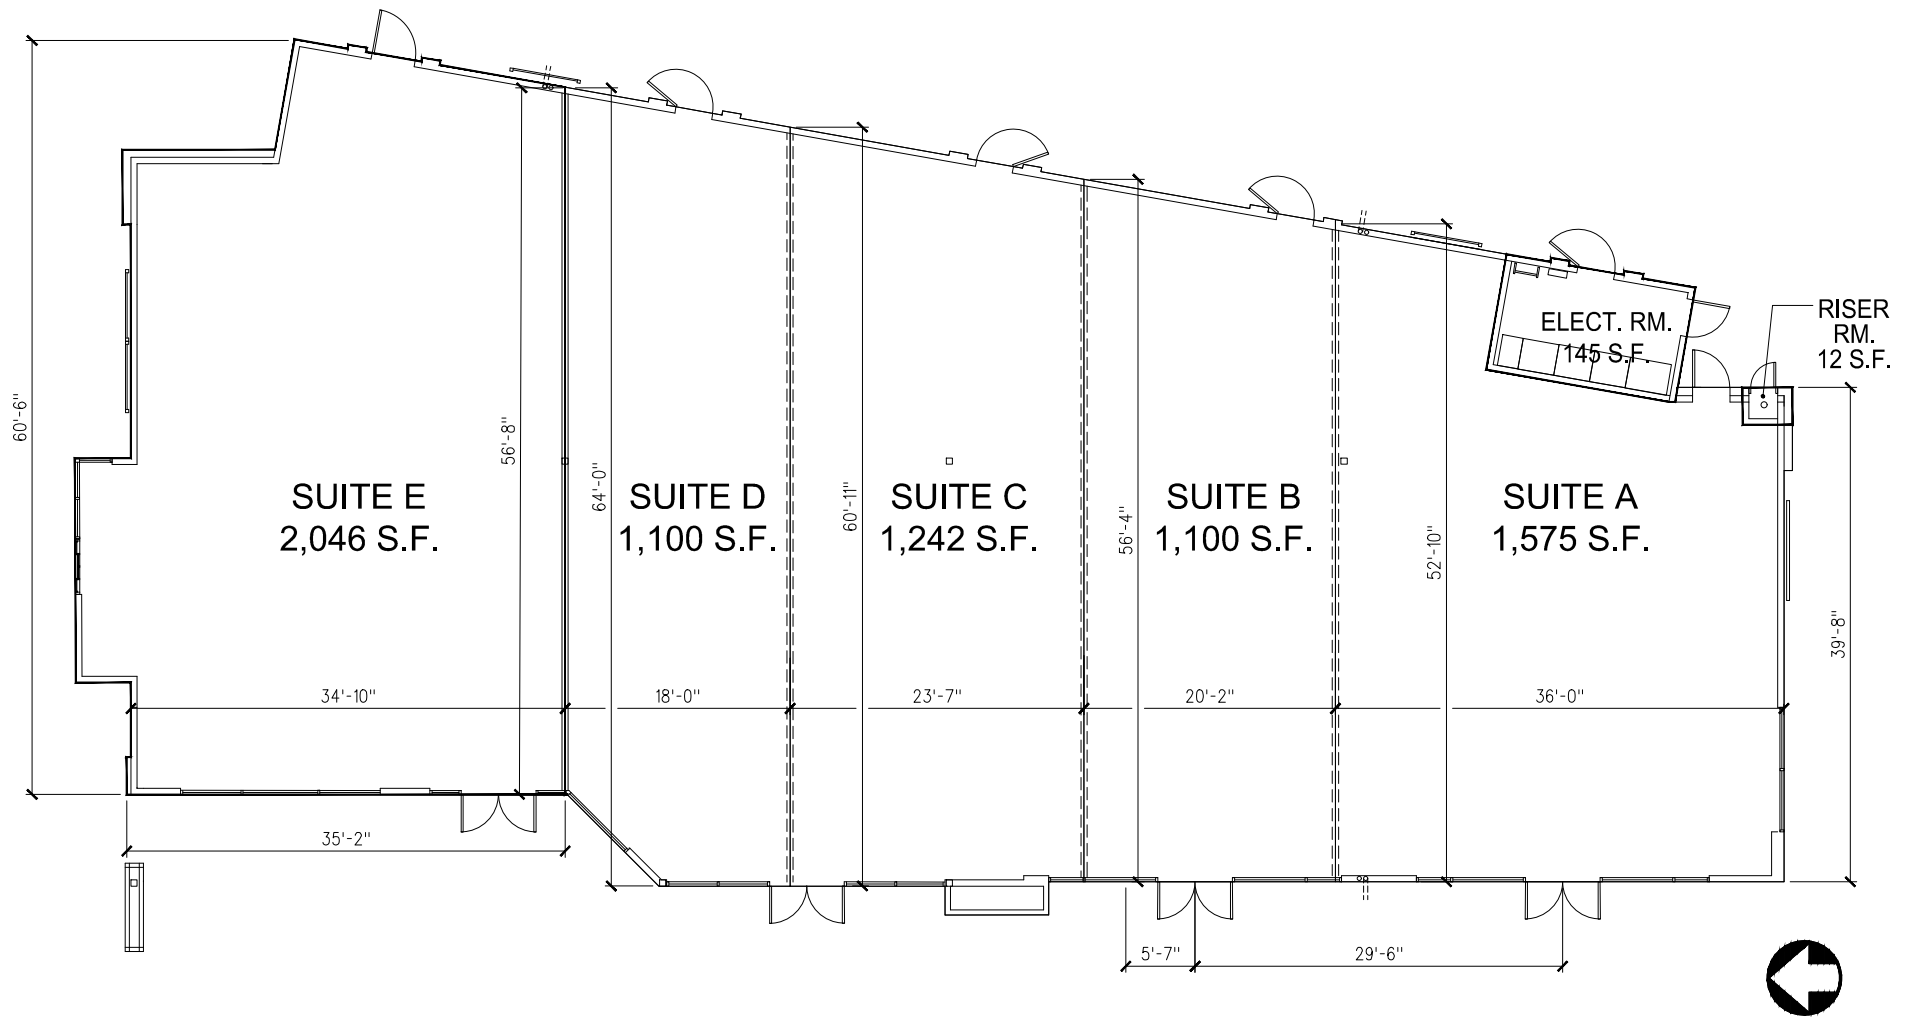 ELECT. RM.
145 S.F.
RISER
RM.
12 S.F.
60'-6"
56'-8"
64'-0"
60'-11"
56'-4"
52'-10"
39'-8"
SUITE E
2,046 S.F.
SUITE D
1,100 S.F.
SUITE C
1,242 S.F.
SUITE B
1,100 S.F.
SUITE A
1,575 S.F.
34'-10"
18'-0"
23'-7"
20'-2"
36'-0"
35'-2"
5'-7"
29'-6"